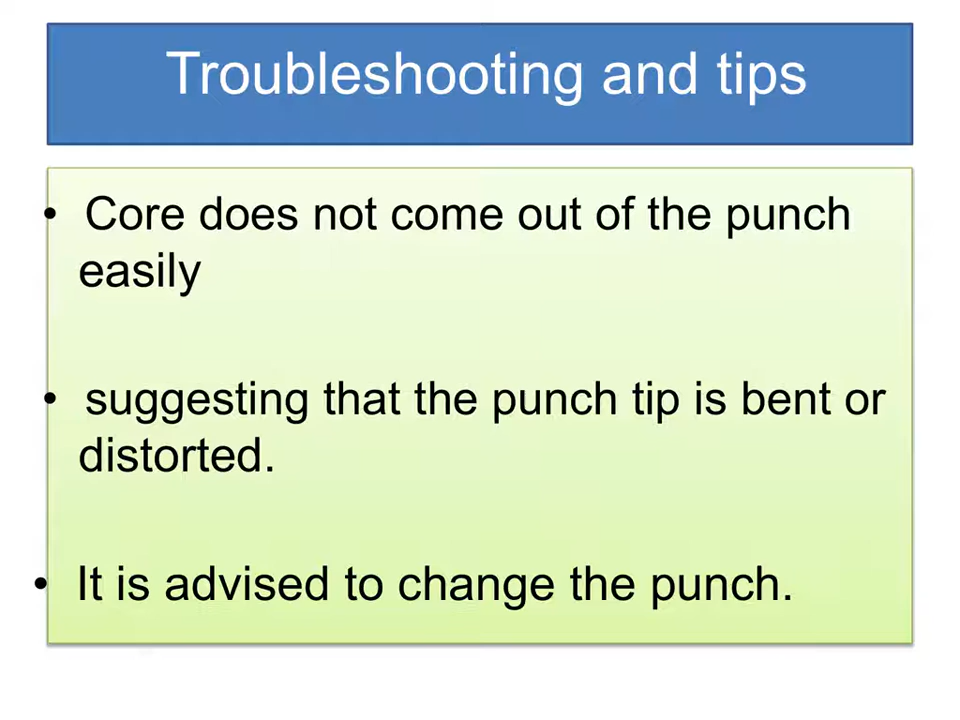 Troubleshooting and tips
• Core does not come out of the punch
easily
• suggesting that the punch tip is bent or
distorted.
• It is advised to change the punch.